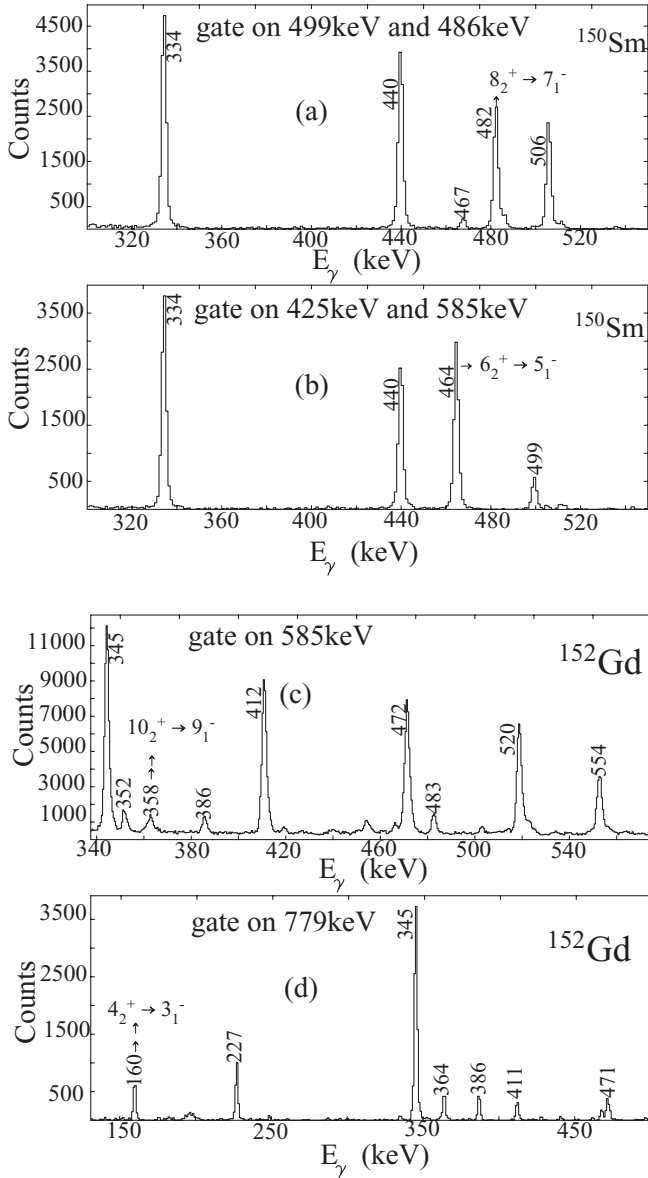 gate on 499keV and 486keV
¹⁵⁰Sm
(a)
Counts
4500
3500
2500
1500
500
334
440
467
482
8₂⁺ → 7₁⁻
506
320
360
400
440
480
520
E_γ (keV)
gate on 425keV and 585keV
¹⁵⁰Sm
(b)
Counts
3500
2500
1500
500
334
440
464 → 6₂⁺ → 5₁⁻
499
320
360
400
440
480
520
E_γ (keV)
gate on 585keV
¹⁵²Gd
(c)
Counts
11000
9000
7000
5000
3000
1000
345
352
358 → →
10₂⁺ → 9₁⁻
386
412
472
483
520
554
340
380
420
460
500
540
E_γ (keV)
gate on 779keV
¹⁵²Gd
(d)
Counts
3500
2500
1500
500
4₂⁺ → 3₁⁻
160 → →
227
345
364
386
411
471
150
250
350
450
E_γ (keV)